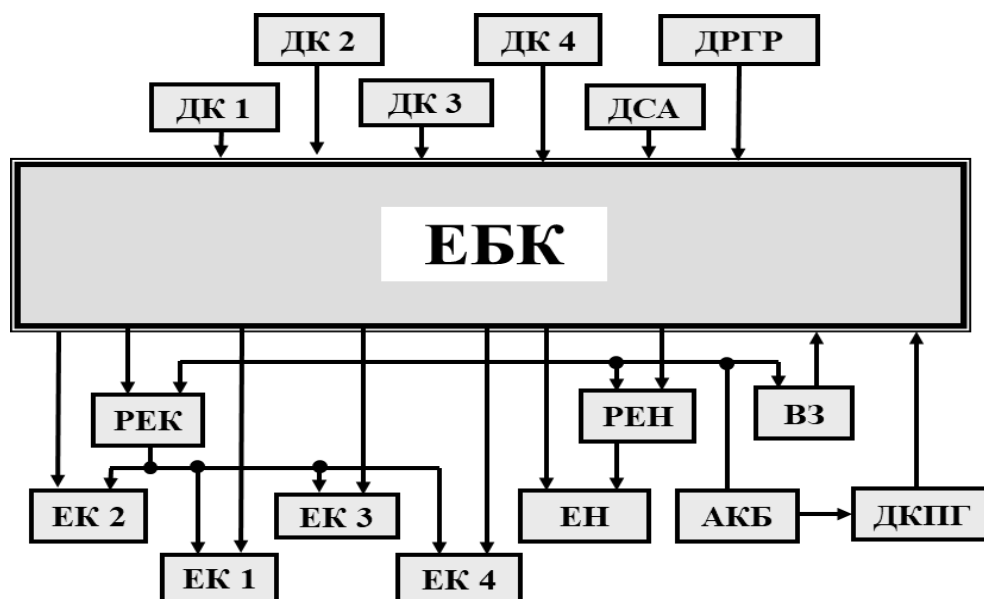 ДК 2
ДК 4
ДРГР
ДК 1
ДК 3
ДСА
ЕБК
РЕК
РЕН
ВЗ
ЕК 2
ЕК 3
ЕН
АКБ
ДКПГ
ЕК 1
ЕК 4